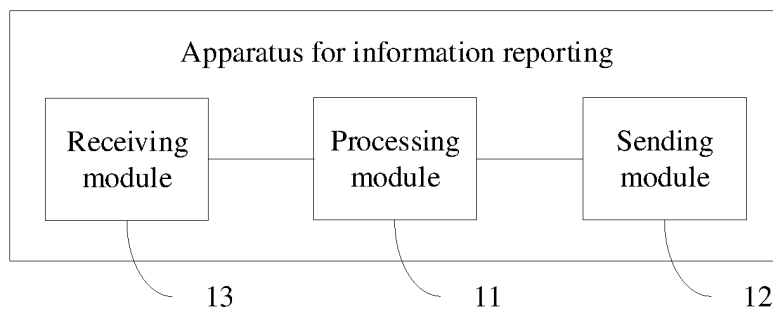 Apparatus for information reporting
Receiving
module
Processing
module
Sending
module
13
11
12